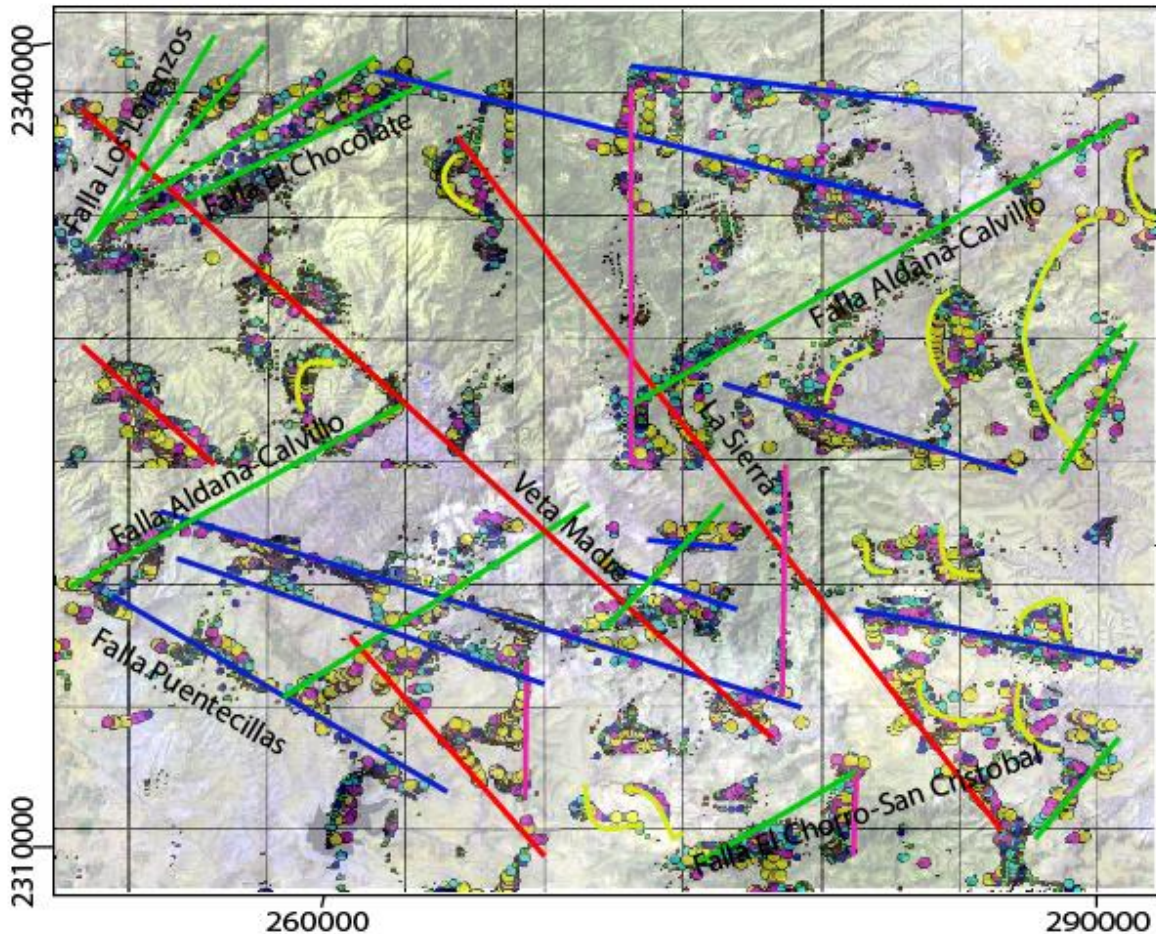 2340000
Falla Los Lorenzos
Falla El Chocolate
Falla Aldana-Calvillo
La Sierra
Falla Aldana-Calvillo
Veta Madre
Falla Puentecillas
Falla El Chorro-San Cristobal
2310000
260000
290000